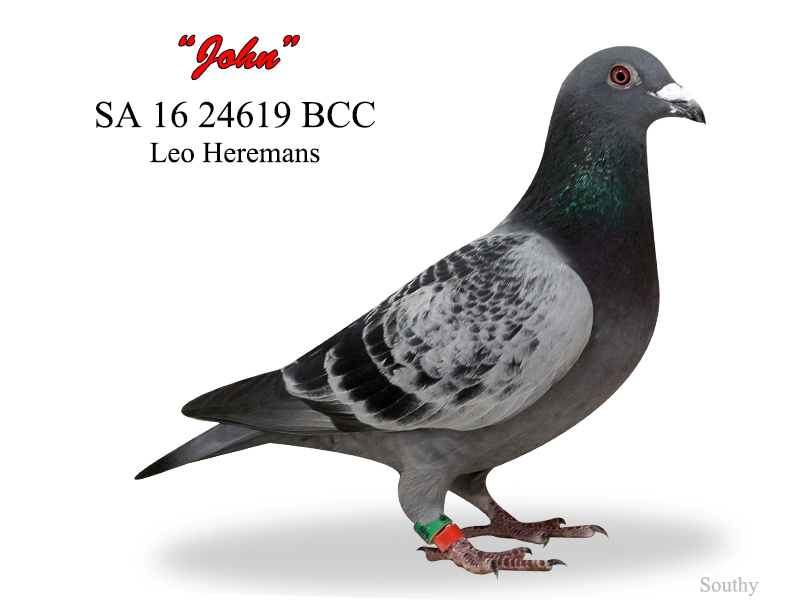 “John”
SA 16 24619 BCC
Leo Heremans
Southy